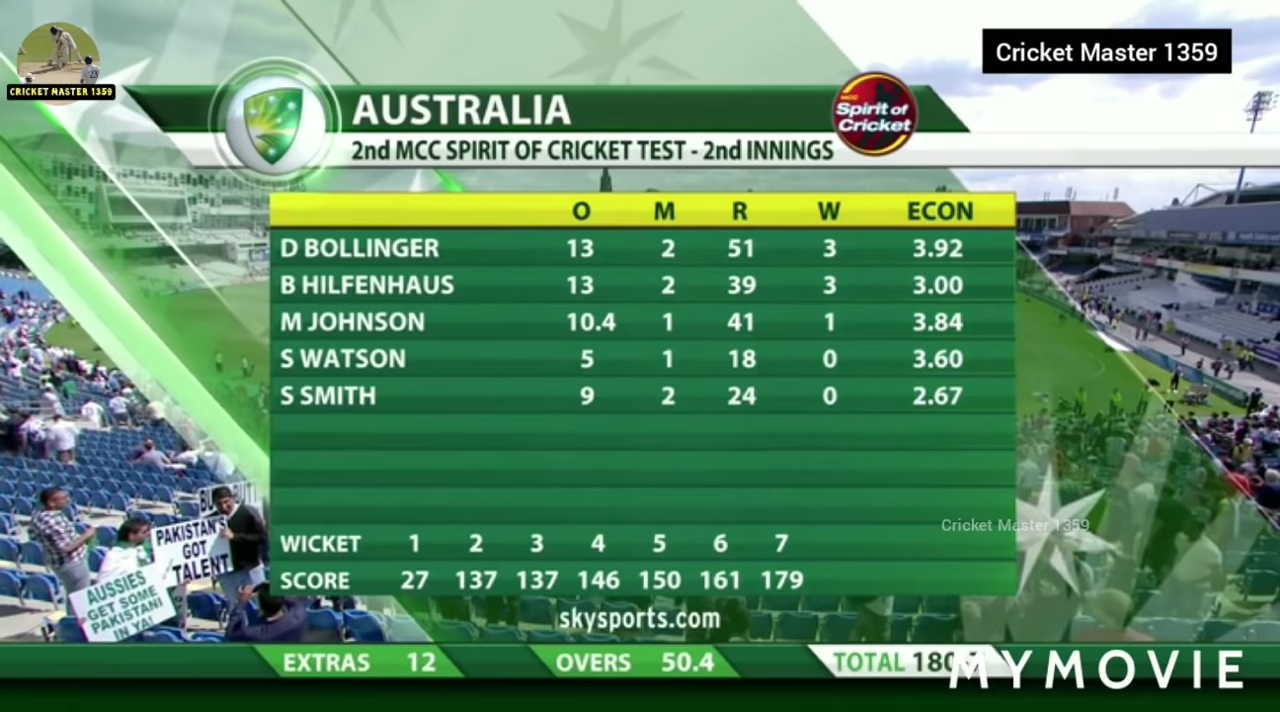 Cricket Master 1359
CRICKET MASTER 1359
AUSTRALIA
MCC
Spirit of
Cricket
2nd MCC SPIRIT OF CRICKET TEST - 2nd INNINGS
O M R W ECON
D BOLLINGER 13 2 51 3 3.92
B HILFENHAUS 13 2 39 3 3.00
M JOHNSON 10.4 1 41 1 3.84
S WATSON 5 1 18 0 3.60
S SMITH 9 2 24 0 2.67
Cricket Master 1359
WICKET 1 2 3 4 5 6 7
SCORE 27 137 137 146 150 161 179
PAKISTAN'S
GOT
TALENT
AUSSIES
GET SOME
PAKISTANI
IN YA!
skysports.com
EXTRAS 12 OVERS 50.4 TOTAL 180
MYMOVIE